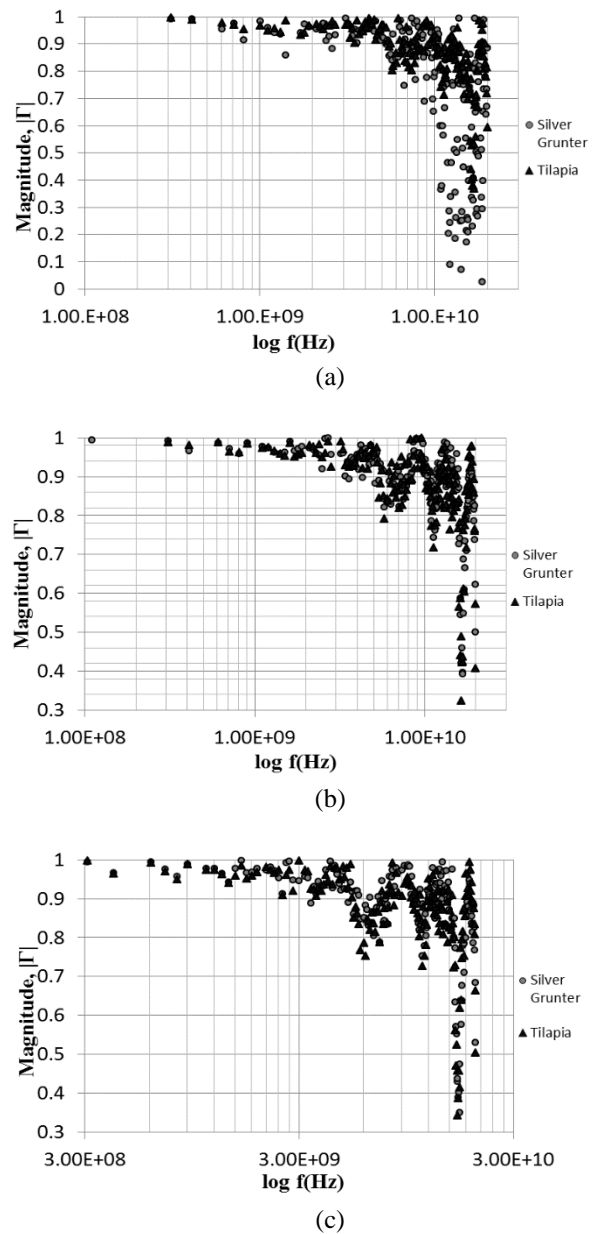 1
0.9
0.8
0.7
0.6
0.5
0.4
0.3
0.2
0.1
0
Magnitude, |Γ|
1.00.E+08 1.00.E+09 1.00.E+10
log f(Hz)
Silver
Grunter
Tilapia
(a)
1
0.9
0.8
0.7
0.6
0.5
0.4
0.3
Magnitude, |Γ|
1.00E+08 1.00E+09 1.00E+10
log f(Hz)
Silver
Grunter
Tilapia
(b)
1
0.9
0.8
0.7
0.6
0.5
0.4
0.3
Magnitude, |Γ|
3.00E+08 3.00E+09 3.00E+10
log f(Hz)
Silver
Grunter
Tilapia
(c)